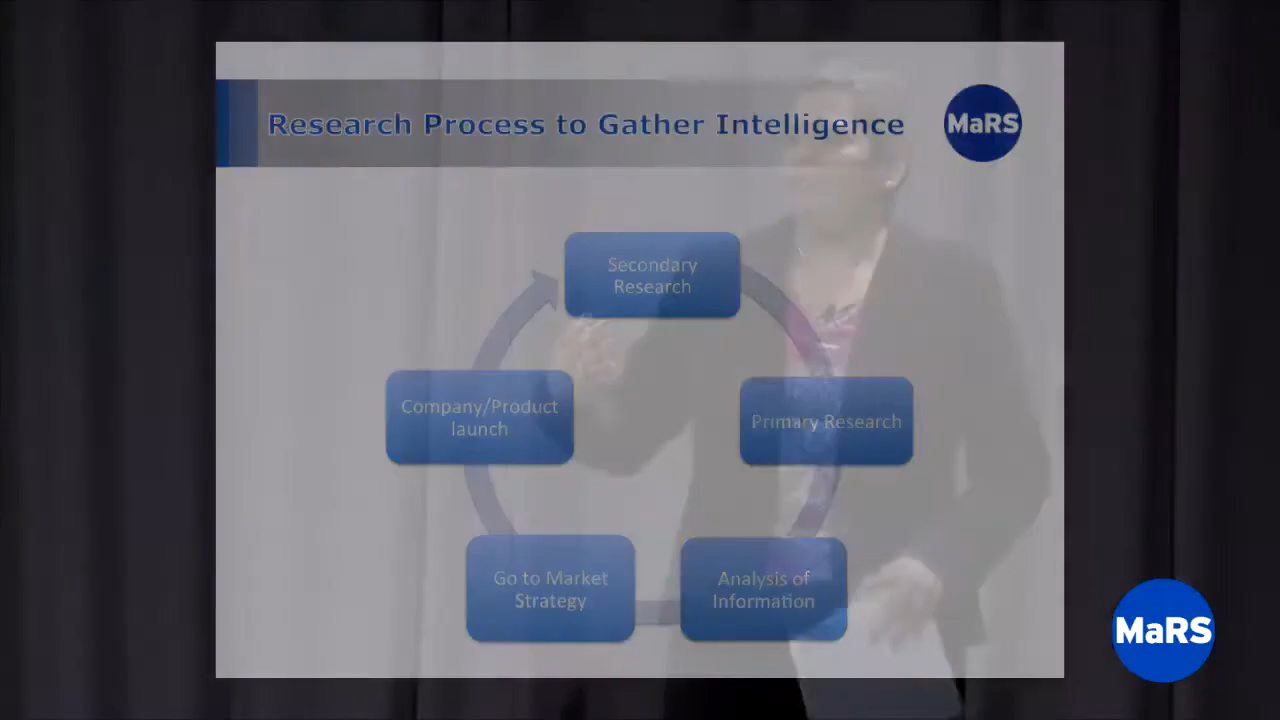 Research Process to Gather Intelligence
MaRS
Secondary
Research
Company/Product
launch
Primary Research
Go to Market
Strategy
Analysis of
Information
MaRS